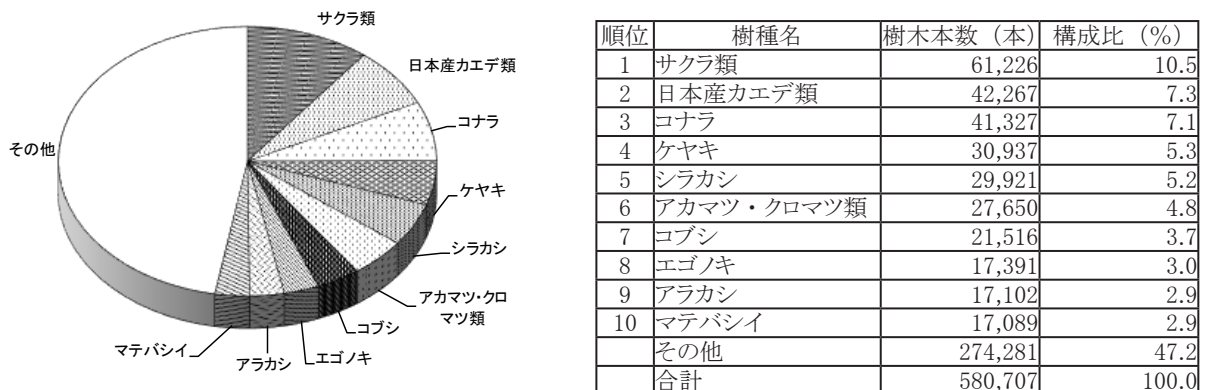 サクラ類
日本産カエデ類
コナラ
ケヤキ
シラカシ
アカマツ・クロ
マツ類
コブシ
エゴノキ
アラカシ
マテバシイ
その他
順位 樹種名 樹木本数（本） 構成比（%）
1 サクラ類 61,226 10.5
2 日本産カエデ類 42,267 7.3
3 コナラ 41,327 7.1
4 ケヤキ 30,937 5.3
5 シラカシ 29,921 5.2
6 アカマツ・クロマツ類 27,650 4.8
7 コブシ 21,516 3.7
8 エゴノキ 17,391 3.0
9 アラカシ 17,102 2.9
10 マテバシイ 17,089 2.9
その他 274,281 47.2
合計 580,707 100.0